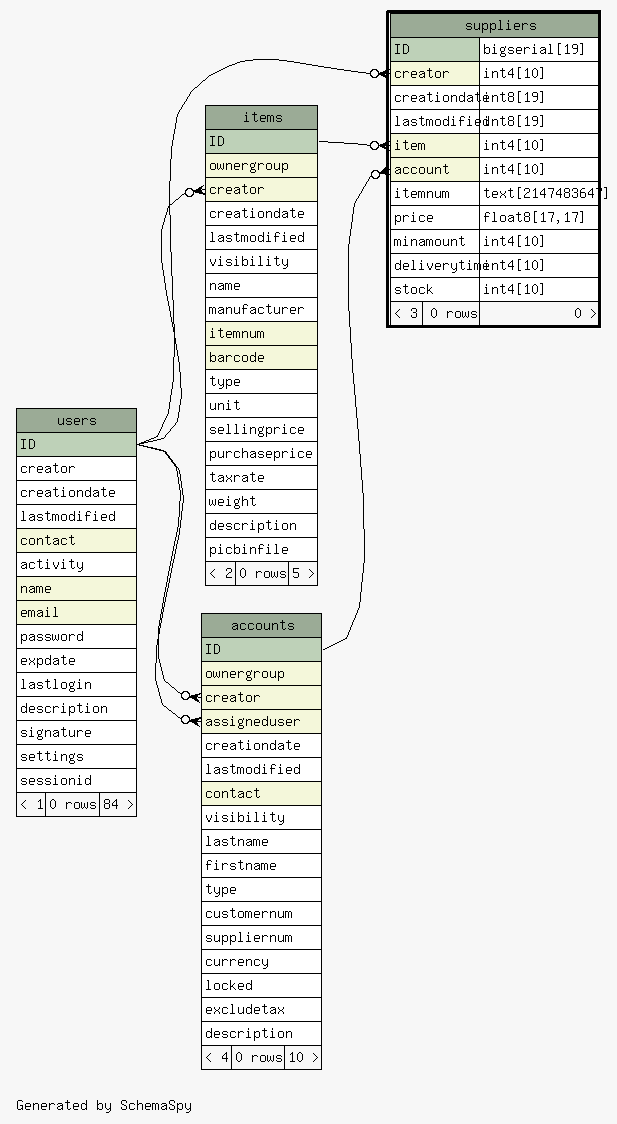 suppliers
ID bigserial[19]
creator int4[10]
creationdate int8[19]
lastmodified int8[19]
item int4[10]
account int4[10]
itemnum text[2147483647]
price float8[17,17]
minamount int4[10]
deliverytime int4[10]
stock int4[10]
< 3 0 rows 0 >
items
ID
ownergroup
creator
creationdate
lastmodified
visibility
name
manufacturer
itemnum
barcode
type
unit
sellingprice
purchaseprice
taxrate
weight
description
picbinfile
< 2 0 rows 5 >
users
ID
creator
creationdate
lastmodified
contact
activity
name
email
password
expdate
lastlogin
description
signature
settings
sessionid
< 1 0 rows 84 >
accounts
ID
ownergroup
creator
assigneduser
creationdate
lastmodified
contact
visibility
lastname
firstname
type
customernum
suppliernum
currency
locked
excludetax
description
< 4 0 rows 10 >
Generated by SchemaSpy